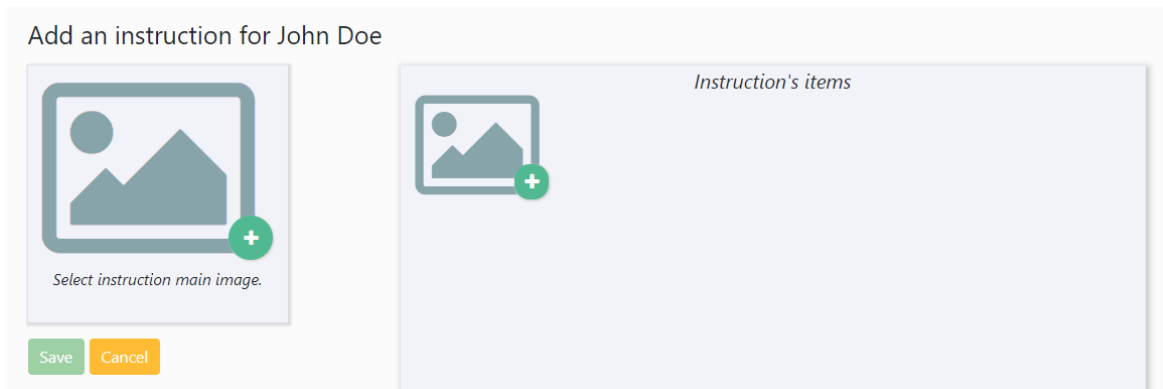 Add an instruction for John Doe
Instruction's items
Select instruction main image.
Save
Cancel